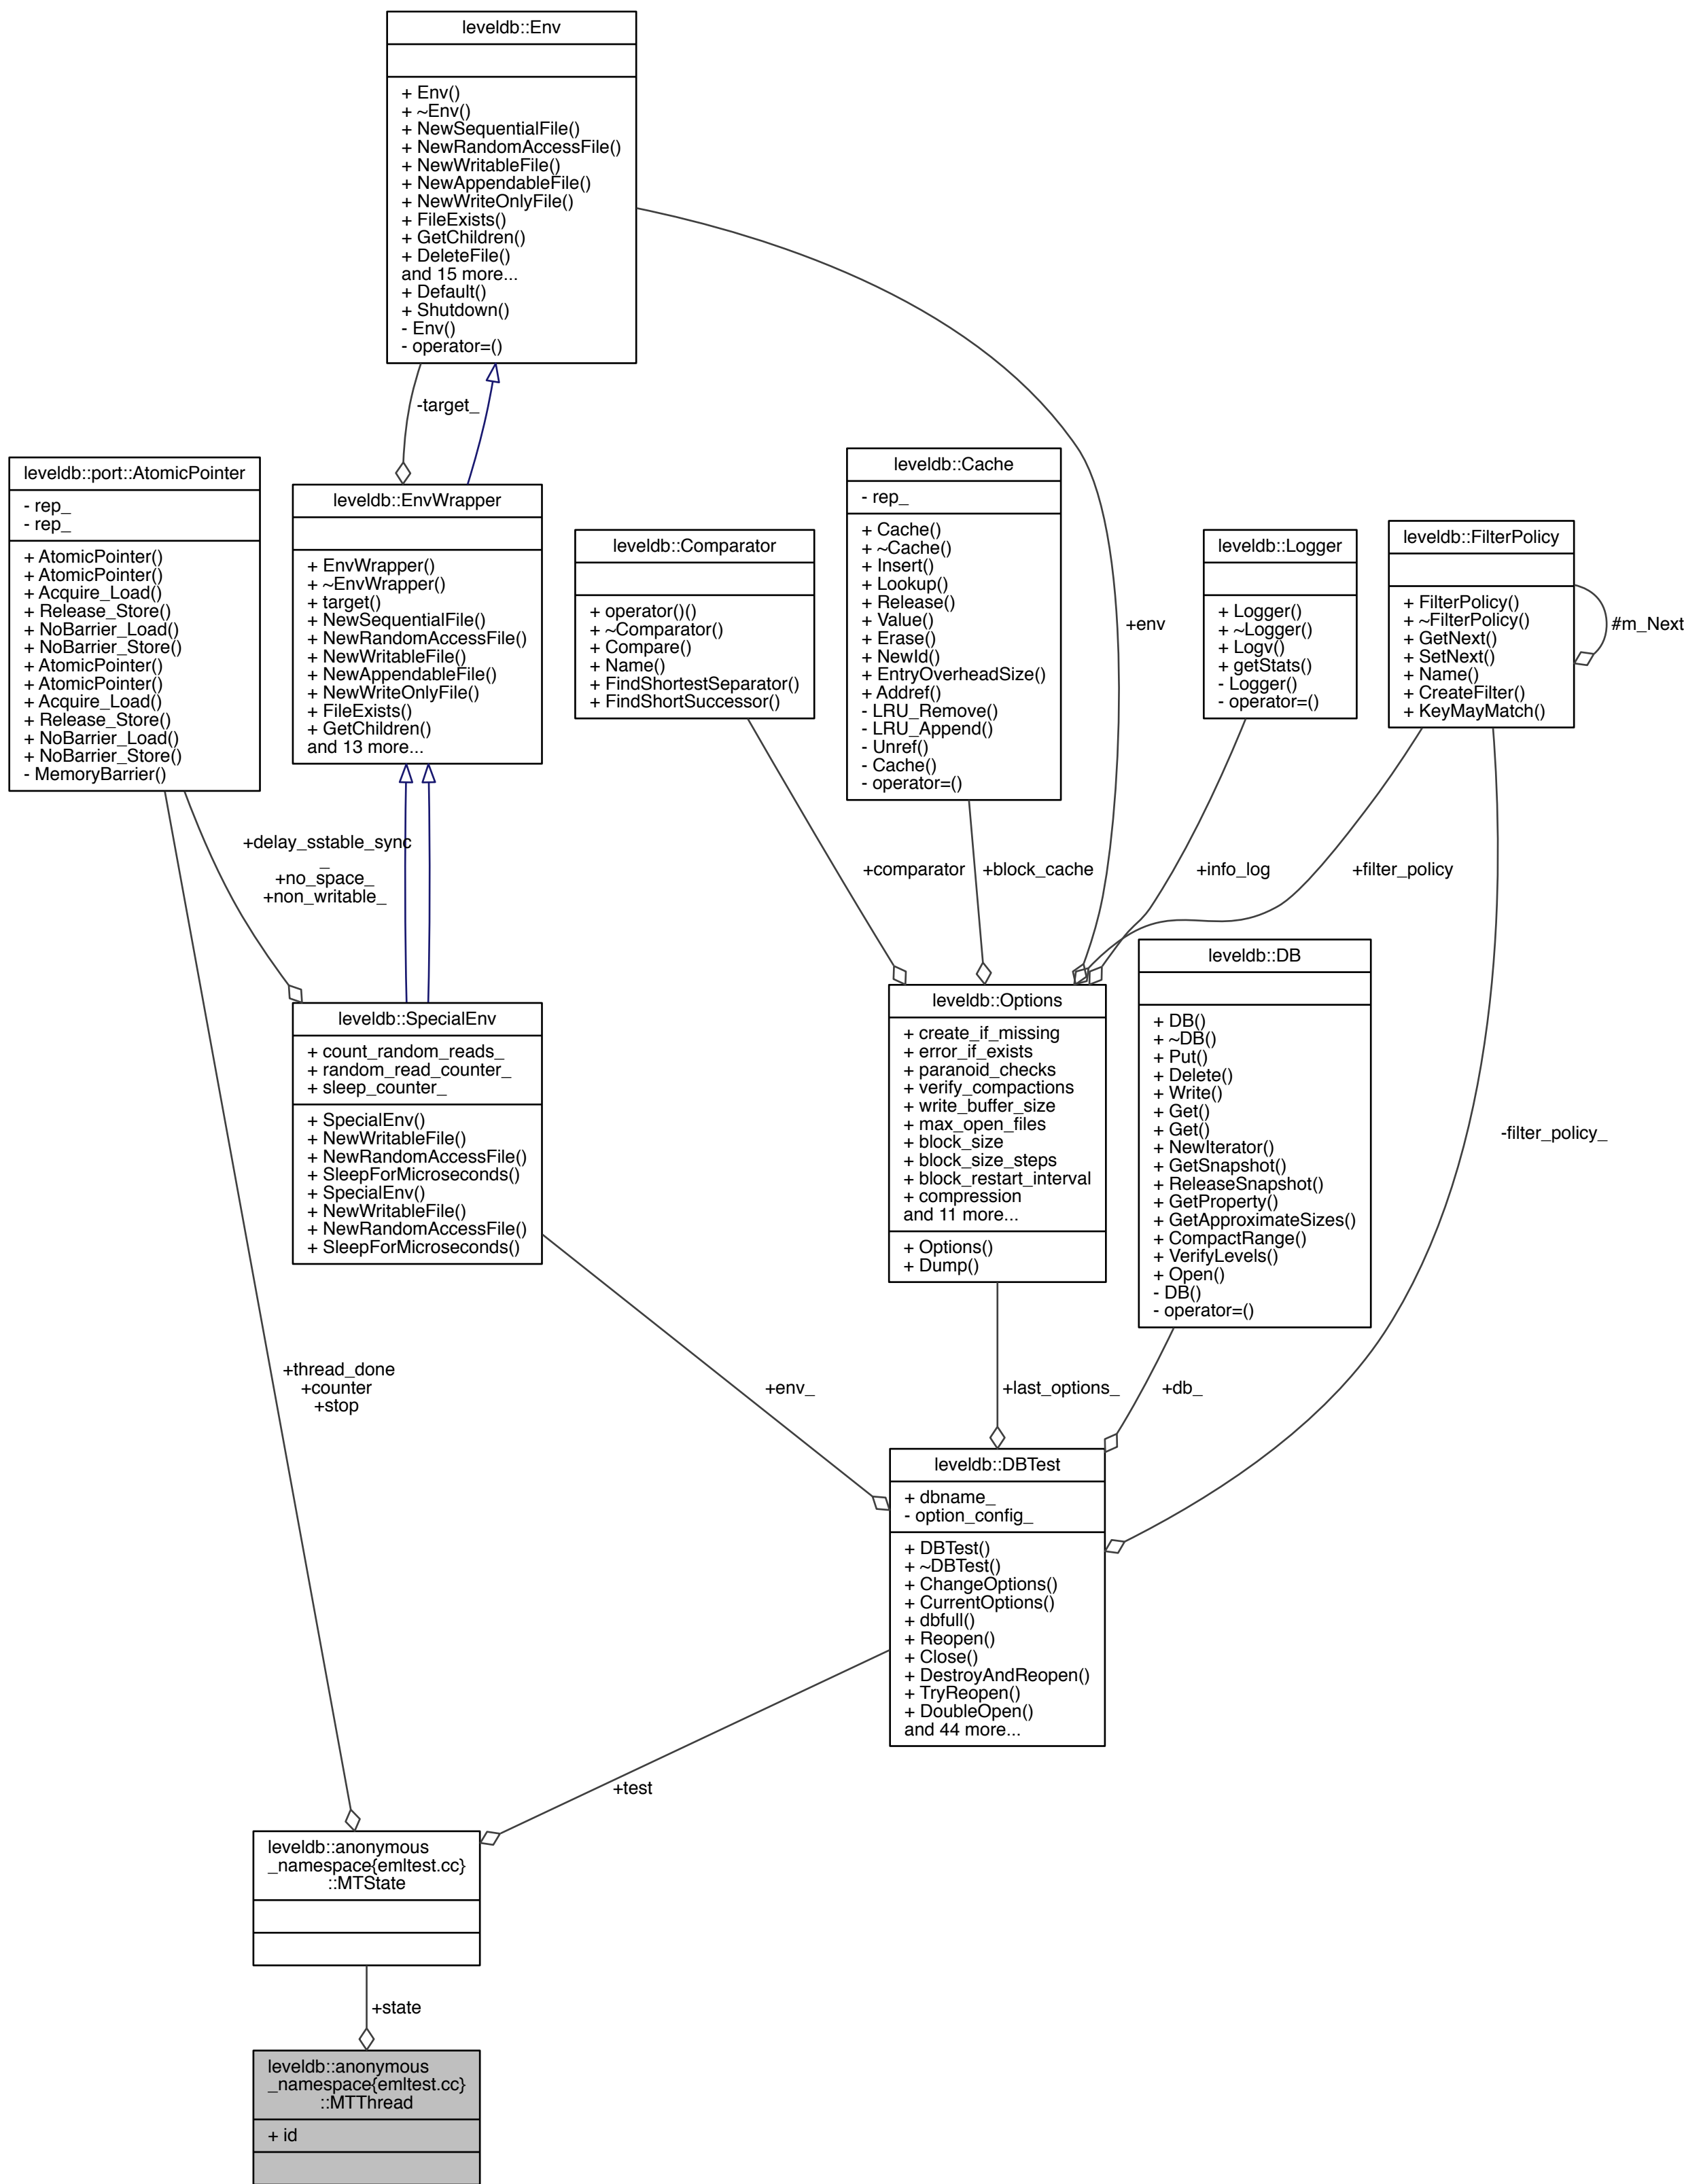 leveldb::Env
+ Env()
+ ~Env()
+ NewSequentialFile()
+ NewRandomAccessFile()
+ NewWritableFile()
+ NewAppendableFile()
+ NewWriteOnlyFile()
+ FileExists()
+ GetChildren()
+ DeleteFile()
and 15 more...
+ Default()
+ Shutdown()
- Env()
- operator=()
-target_
leveldb::port::AtomicPointer
- rep_
- rep_
+ AtomicPointer()
+ AtomicPointer()
+ Acquire_Load()
+ Release_Store()
+ NoBarrier_Load()
+ NoBarrier_Store()
+ AtomicPointer()
+ AtomicPointer()
+ Acquire_Load()
+ Release_Store()
+ NoBarrier_Load()
+ NoBarrier_Store()
- MemoryBarrier()
leveldb::EnvWrapper
+ EnvWrapper()
+ ~EnvWrapper()
+ target()
+ NewSequentialFile()
+ NewRandomAccessFile()
+ NewWritableFile()
+ NewAppendableFile()
+ NewWriteOnlyFile()
+ FileExists()
+ GetChildren()
and 13 more...
leveldb::Comparator
+ operator()()
+ ~Comparator()
+ Compare()
+ Name()
+ FindShortestSeparator()
+ FindShortSuccessor()
leveldb::Cache
- rep_
+ Cache()
+ ~Cache()
+ Insert()
+ Lookup()
+ Release()
+ Value()
+ Erase()
+ NewId()
+ EntryOverheadSize()
+ Addref()
- LRU_Remove()
- LRU_Append()
- Unref()
- Cache()
- operator=()
+env
leveldb::Logger
+ Logger()
+ ~Logger()
+ Logv()
+ getStats()
- Logger()
- operator=()
leveldb::FilterPolicy
+ FilterPolicy()
+ ~FilterPolicy()
+ GetNext()
+ SetNext()
+ Name()
+ CreateFilter()
+ KeyMayMatch()
#m_Next
+delay_sstable_sync
_
+no_space_
+non_writable_
+comparator
+block_cache
+info_log
+filter_policy
leveldb::SpecialEnv
+ count_random_reads_
+ random_read_counter_
+ sleep_counter_
+ SpecialEnv()
+ NewWritableFile()
+ NewRandomAccessFile()
+ SleepForMicroseconds()
+ SpecialEnv()
+ NewWritableFile()
+ NewRandomAccessFile()
+ SleepForMicroseconds()
leveldb::Options
+ create_if_missing
+ error_if_exists
+ paranoid_checks
+ verify_compactions
+ write_buffer_size
+ max_open_files
+ block_size
+ block_size_steps
+ block_restart_interval
+ compression
and 11 more...
+ Options()
+ Dump()
leveldb::DB
+ DB()
+ ~DB()
+ Put()
+ Delete()
+ Write()
+ Get()
+ Get()
+ NewIterator()
+ GetSnapshot()
+ ReleaseSnapshot()
+ GetProperty()
+ GetApproximateSizes()
+ CompactRange()
+ VerifyLevels()
+ Open()
- DB()
- operator=()
-filter_policy_
+thread_done
+counter
+stop
+env_
+last_options_
+db_
leveldb::DBTest
+ dbname_
- option_config_
+ DBTest()
+ ~DBTest()
+ ChangeOptions()
+ CurrentOptions()
+ dbfull()
+ Reopen()
+ Close()
+ DestroyAndReopen()
+ TryReopen()
+ DoubleOpen()
and 44 more...
+test
leveldb::anonymous
_namespace{emltest.cc}
::MTState
+state
leveldb::anonymous
_namespace{emltest.cc}
::MTThread
+ id